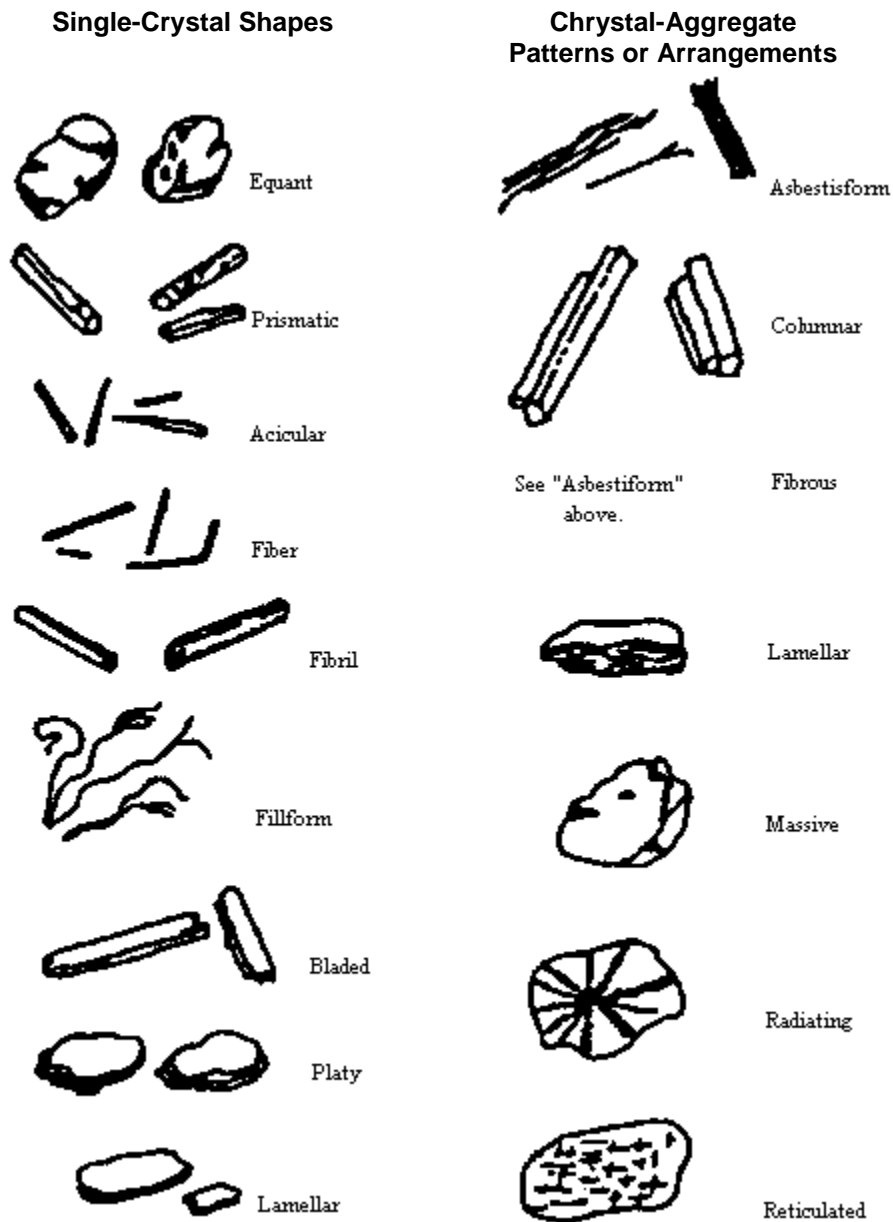 Single-Crystal Shapes
Equant
Prismatic
Acicular
Fiber
Fibril
Fillform
Bladed
Platy
Lamellar
Chrystal-Aggregate
Patterns or Arrangements
Asbestisform
Columnar
See "Asbestiform"
above.
Fibrous
Lamellar
Massive
Radiating
Reticulated